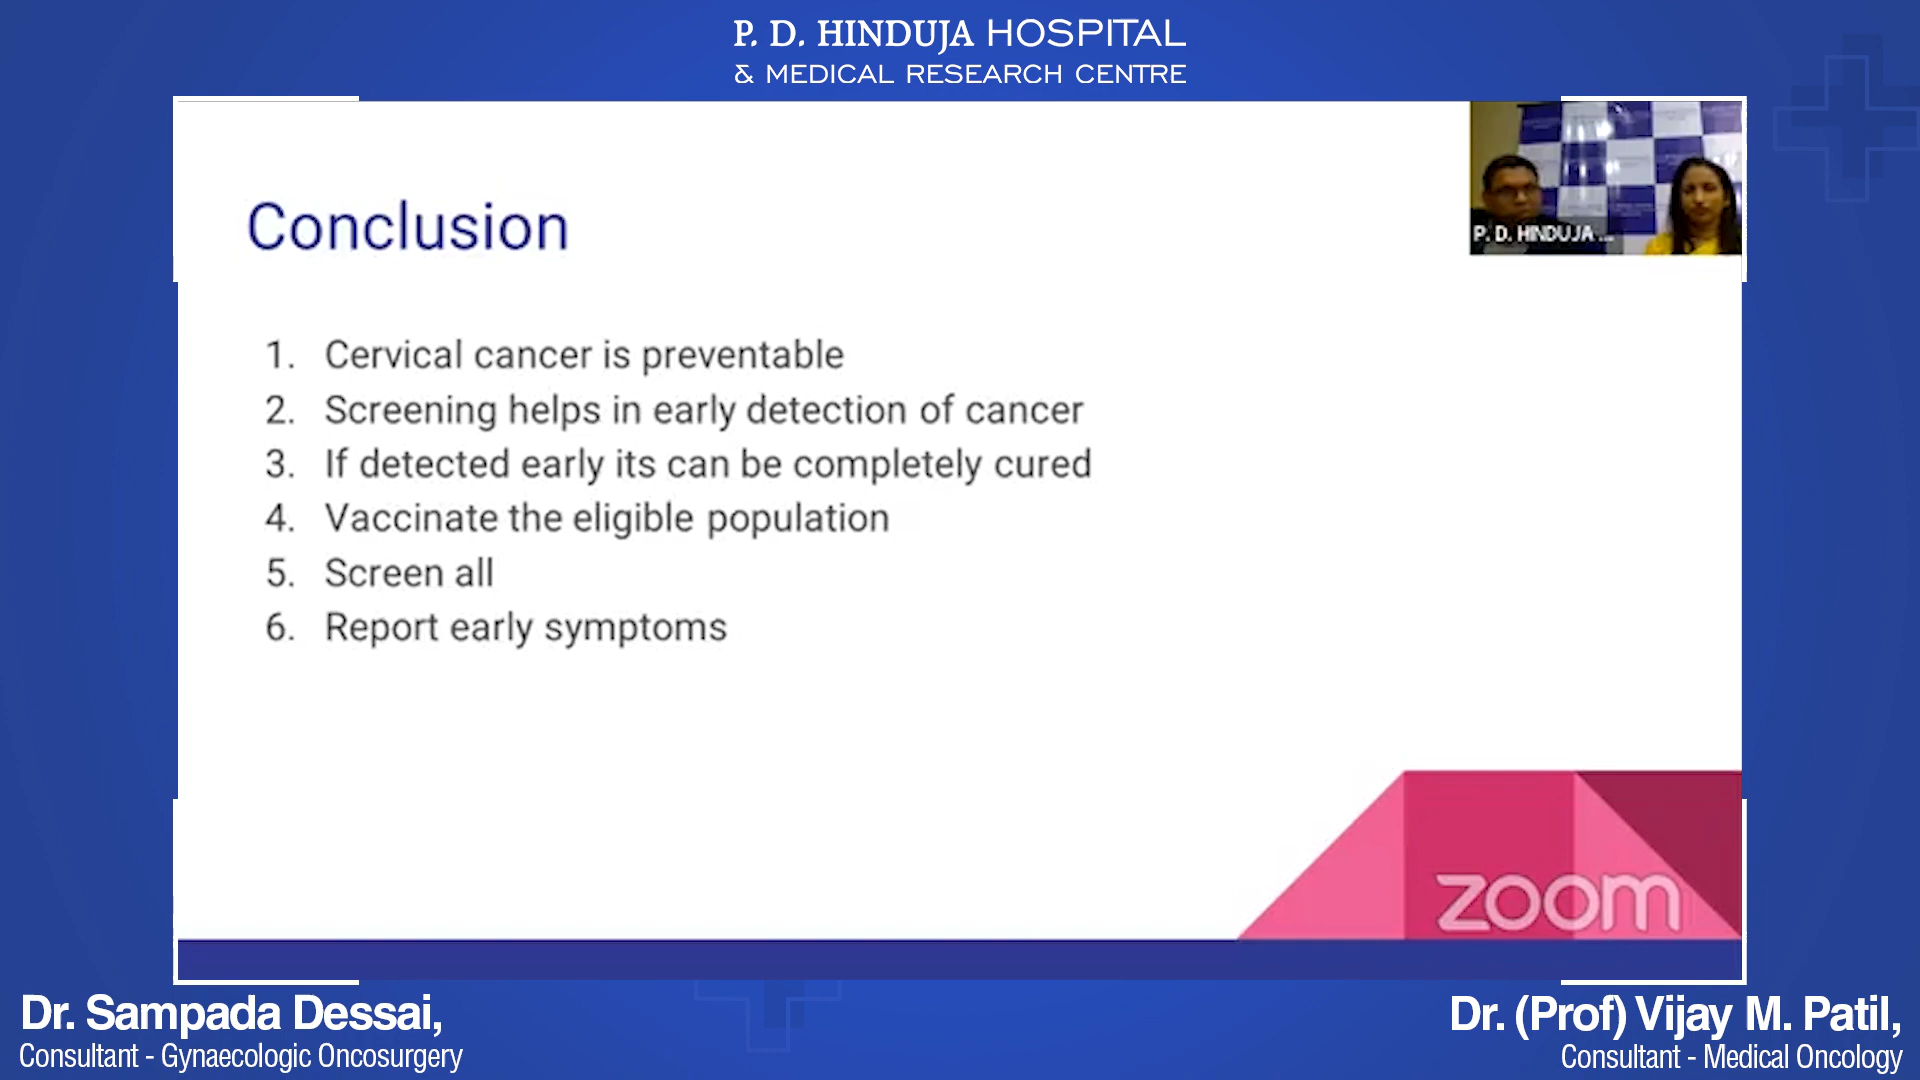 P. D. HINDUJA HOSPITAL
& MEDICAL RESEARCH CENTRE
P. D. HINDUJA ...
Conclusion
1. Cervical cancer is preventable
2. Screening helps in early detection of cancer
3. If detected early its can be completely cured
4. Vaccinate the eligible population
5. Screen all
6. Report early symptoms
zoom
Dr. Sampada Dessai,
Consultant - Gynaecologic Oncosurgery
Dr. (Prof) Vijay M. Patil,
Consultant - Medical Oncology